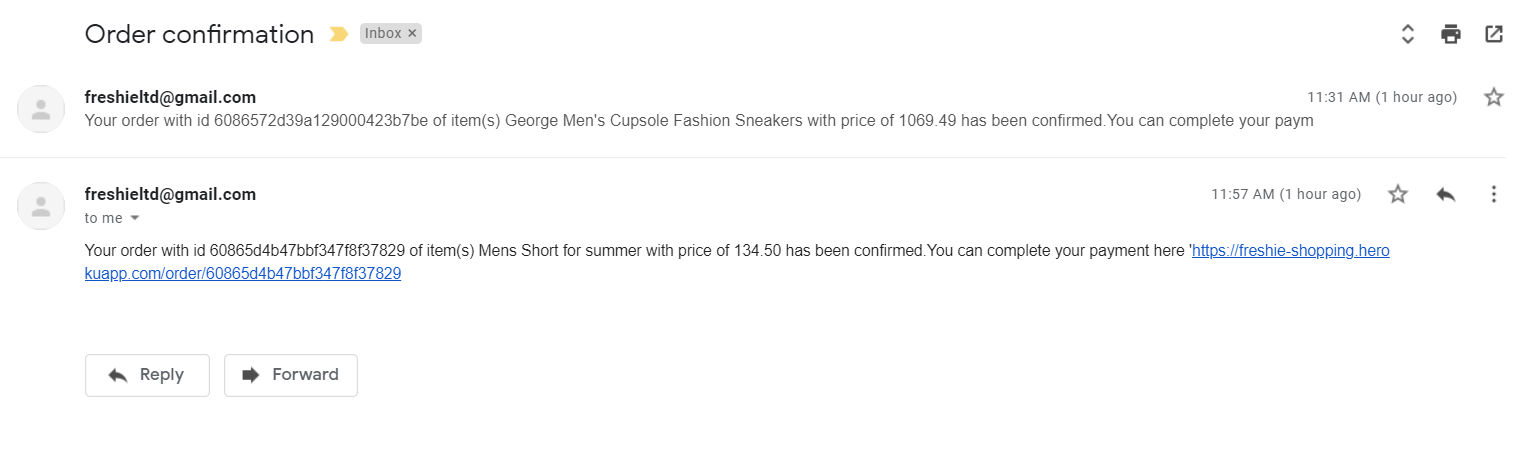 Order confirmation Inbox ×
freshieltd@gmail.com 11:31 AM (1 hour ago)
Your order with id 6086572d39a129000423b7be of item(s) George Men's Cupsole Fashion Sneakers with price of 1069.49 has been confirmed.You can complete your paym
freshieltd@gmail.com 11:57 AM (1 hour ago)
to me
Your order with id 60865d4b47bbf347f8f37829 of item(s) Mens Short for summer with price of 134.50 has been confirmed.You can complete your payment here 'https://freshie-shopping.hero
kuapp.com/order/60865d4b47bbf347f8f37829
Reply Forward